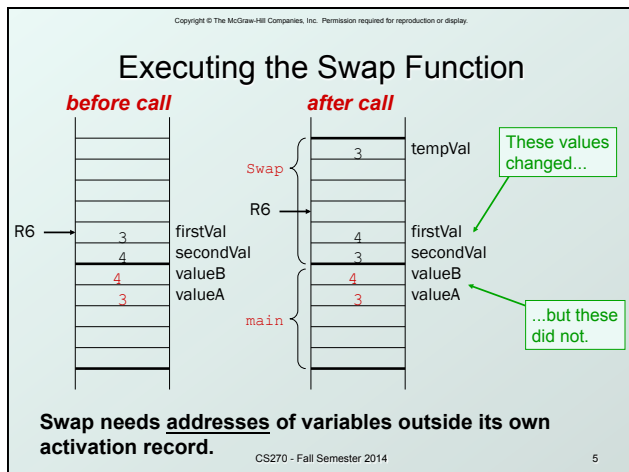 Copyright © The McGraw-Hill Companies, Inc. Permission required for reproduction or display.
Executing the Swap Function
before call
after call
R6
3 firstVal
4 secondVal
4 valueB
3 valueA
Swap
3 tempVal
R6
4 firstVal
3 secondVal
4 valueB
3 valueA
main
These values
changed...
...but these
did not.
Swap needs addresses of variables outside its own
activation record.
CS270 - Fall Semester 2014
5